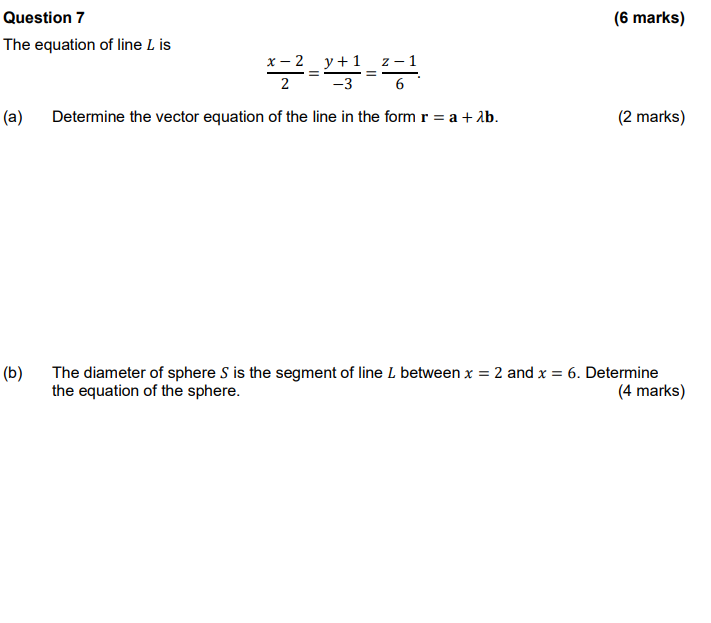 Question 7 (6 marks)
The equation of line L is
x − 2 / 2 = y + 1 / −3 = z − 1 / 6.
(a) Determine the vector equation of the line in the form r = a + λb. (2 marks)
(b) The diameter of sphere S is the segment of line L between x = 2 and x = 6. Determine
the equation of the sphere. (4 marks)